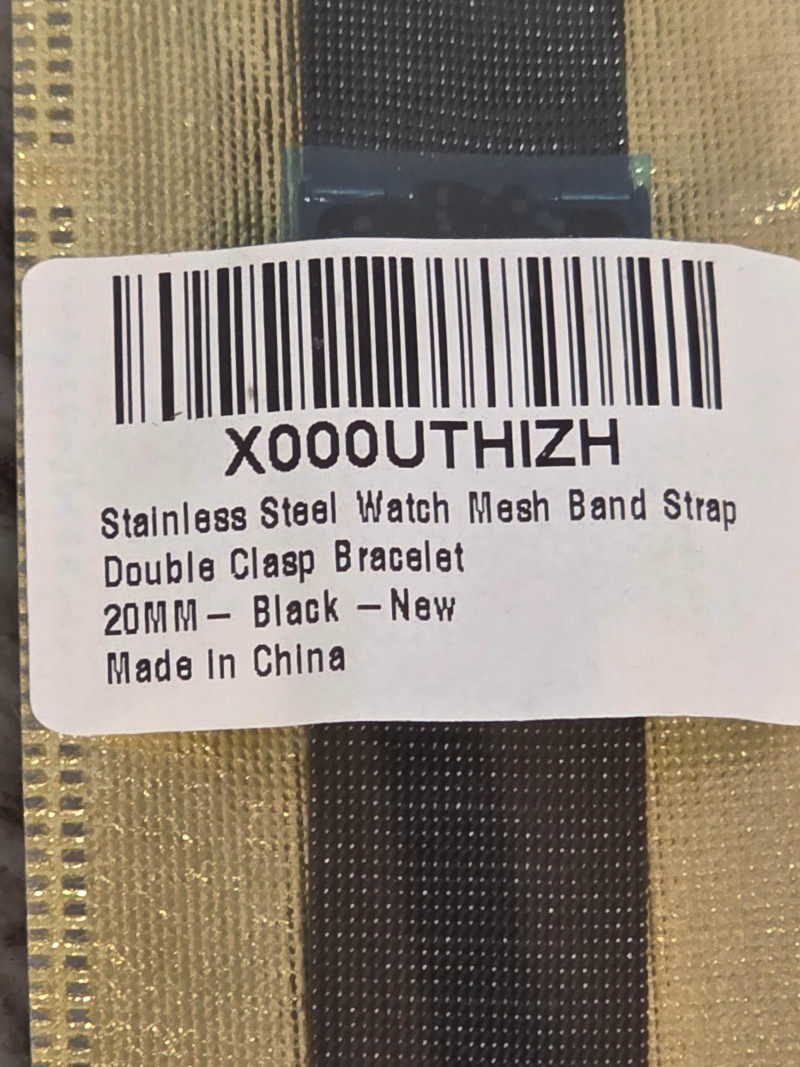 X000UTHIZH
Stainless Steel Watch Mesh Band Strap
Double Clasp Bracelet
20MM- Black -New
Made In China